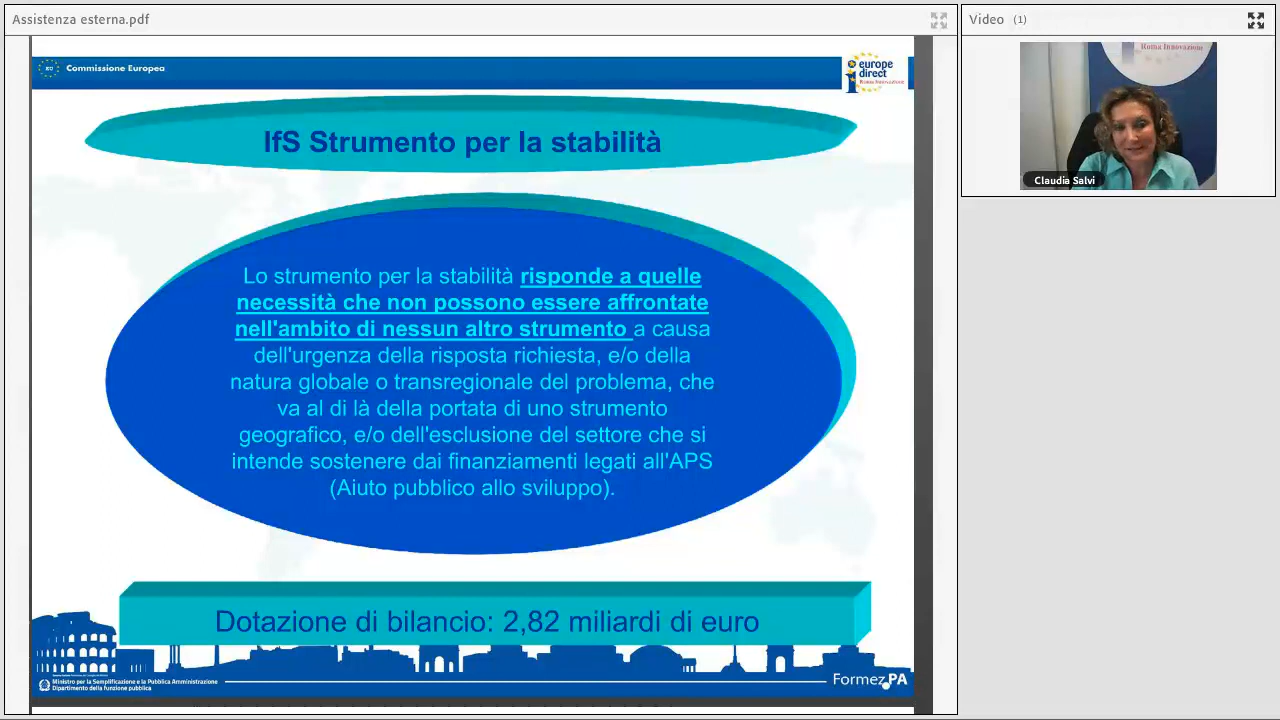 Assistenza esterna.pdf
Video (1)
Commissione Europea
europe
direct
Roma Innovazione
Roma Innovazione
IfS Strumento per la stabilità
Claudia Salvi
Lo strumento per la stabilità risponde a quelle
necessità che non possono essere affrontate
nell'ambito di nessun altro strumento a causa
dell'urgenza della risposta richiesta, e/o della
natura globale o transregionale del problema, che
va al di là della portata di uno strumento
geografico, e/o dell'esclusione del settore che si
intende sostenere dai finanziamenti legati all'APS
(Aiuto pubblico allo sviluppo).
Dotazione di bilancio: 2,82 miliardi di euro
Ministro per la Semplificazione e la Pubblica Amministrazione
Dipartimento della funzione pubblica
FormezPA